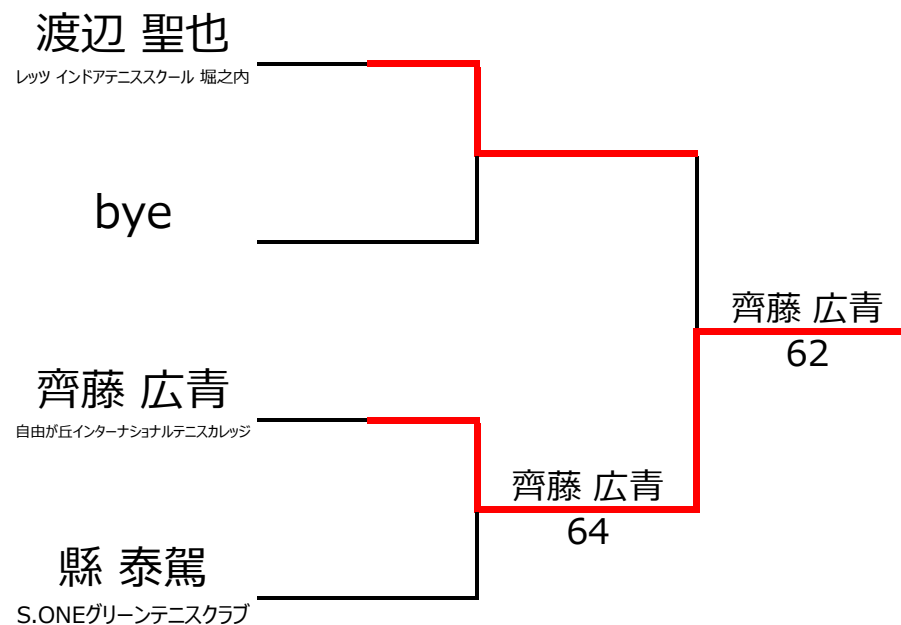 渡辺 聖也
レッツ インドアテニススクール 堀之内
bye
齊藤 広青
62
齊藤 広青
自由が丘インターナショナルテニスカレッジ
齊藤 広青
64
縣 泰駕
S.ONEグリーンテニスクラブ